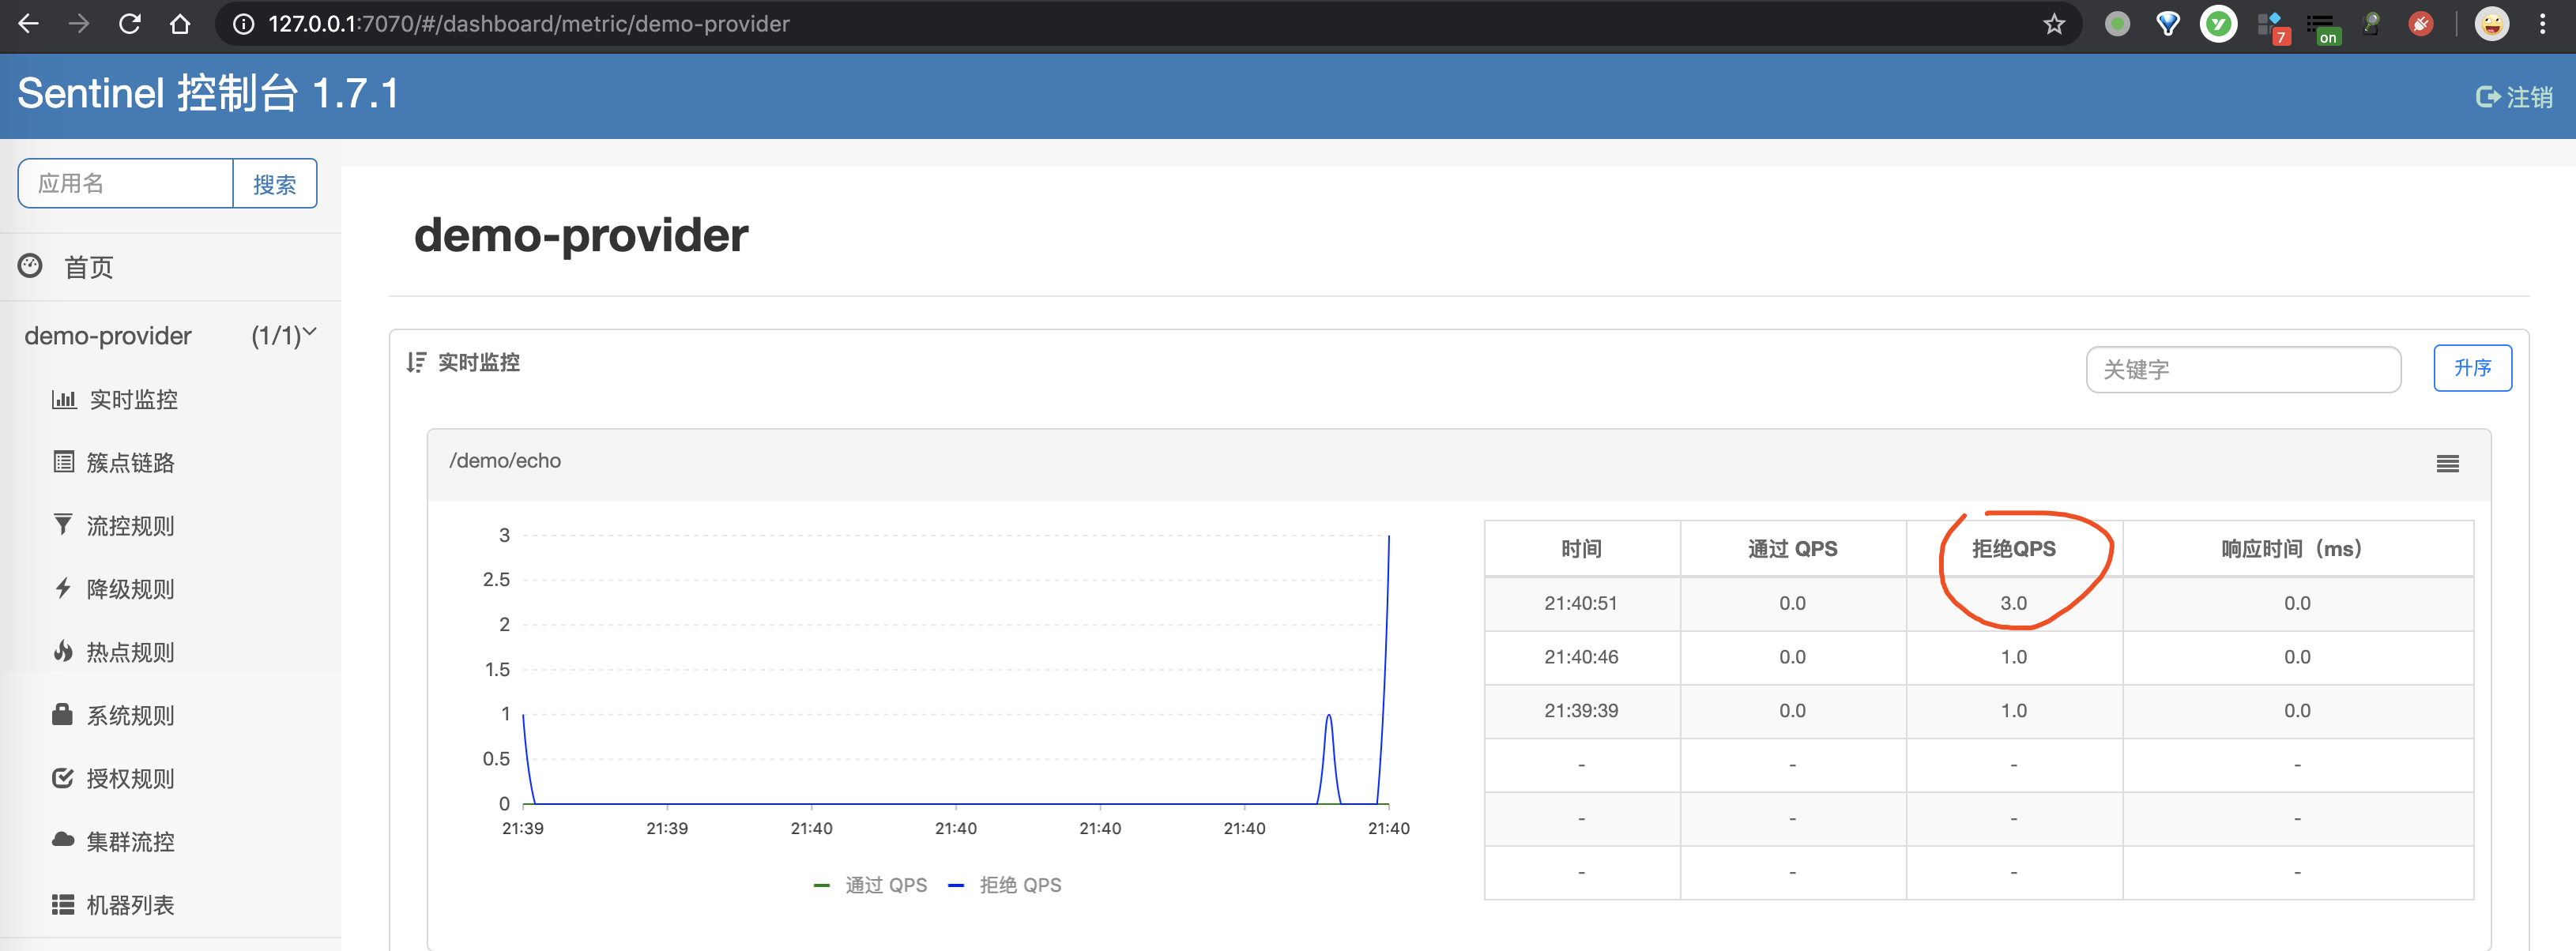 127.0.0.1:7070/#/dashboard/metric/demo-provider
7
on
Sentinel 控制台 1.7.1
注销
应用名 搜索
首页
demo-provider (1/1)
实时监控
簇点链路
流控规则
降级规则
热点规则
系统规则
授权规则
集群流控
机器列表
demo-provider
实时监控
关键字 升序
/demo/echo
3
2.5
2
1.5
1
0.5
0
21:39 21:39 21:40 21:40 21:40 21:40 21:40
通过 QPS 拒绝 QPS
时间 通过 QPS 拒绝QPS 响应时间（ms）
21:40:51 0.0 3.0 0.0
21:40:46 0.0 1.0 0.0
21:39:39 0.0 1.0 0.0
- - - -
- - - -
- - - -